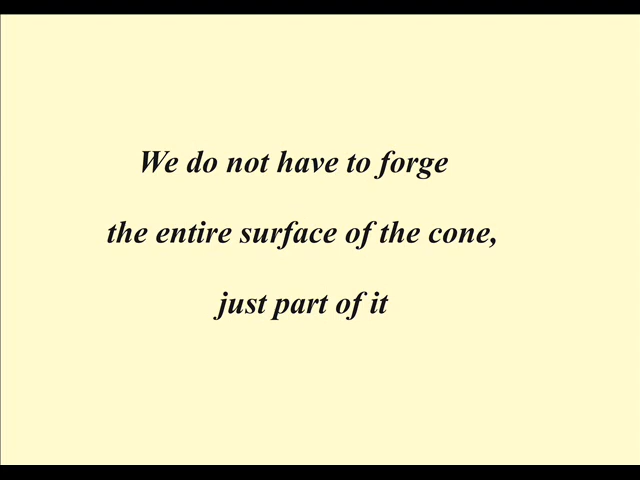 We do not have to forge
the entire surface of the cone,
just part of it